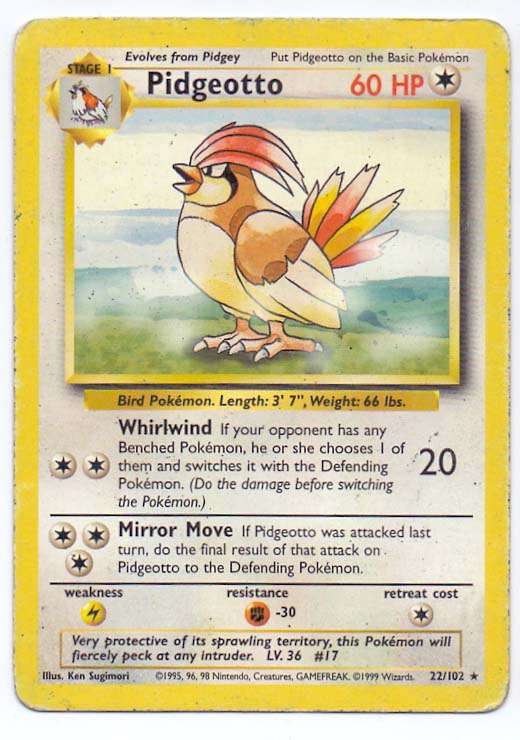 Evolves from Pidgey Put Pidgeotto on the Basic Pokémon
STAGE 1
Pidgeotto 60 HP
Bird Pokémon. Length: 3' 7", Weight: 66 lbs.
Whirlwind If your opponent has any
Benched Pokémon, he or she chooses 1 of
them and switches it with the Defending
Pokémon. (Do the damage before switching
the Pokémon.)
20
Mirror Move If Pidgeotto was attacked last
turn, do the final result of that attack on
Pidgeotto to the Defending Pokémon.
weakness resistance retreat cost
-30
Very protective of its sprawling territory, this Pokémon will
fiercely peck at any intruder. LV. 36 #17
Illus. Ken Sugimori ©1995, 96, 98 Nintendo, Creatures, GAMEFREAK. ©1999 Wizards. 22/102 ★